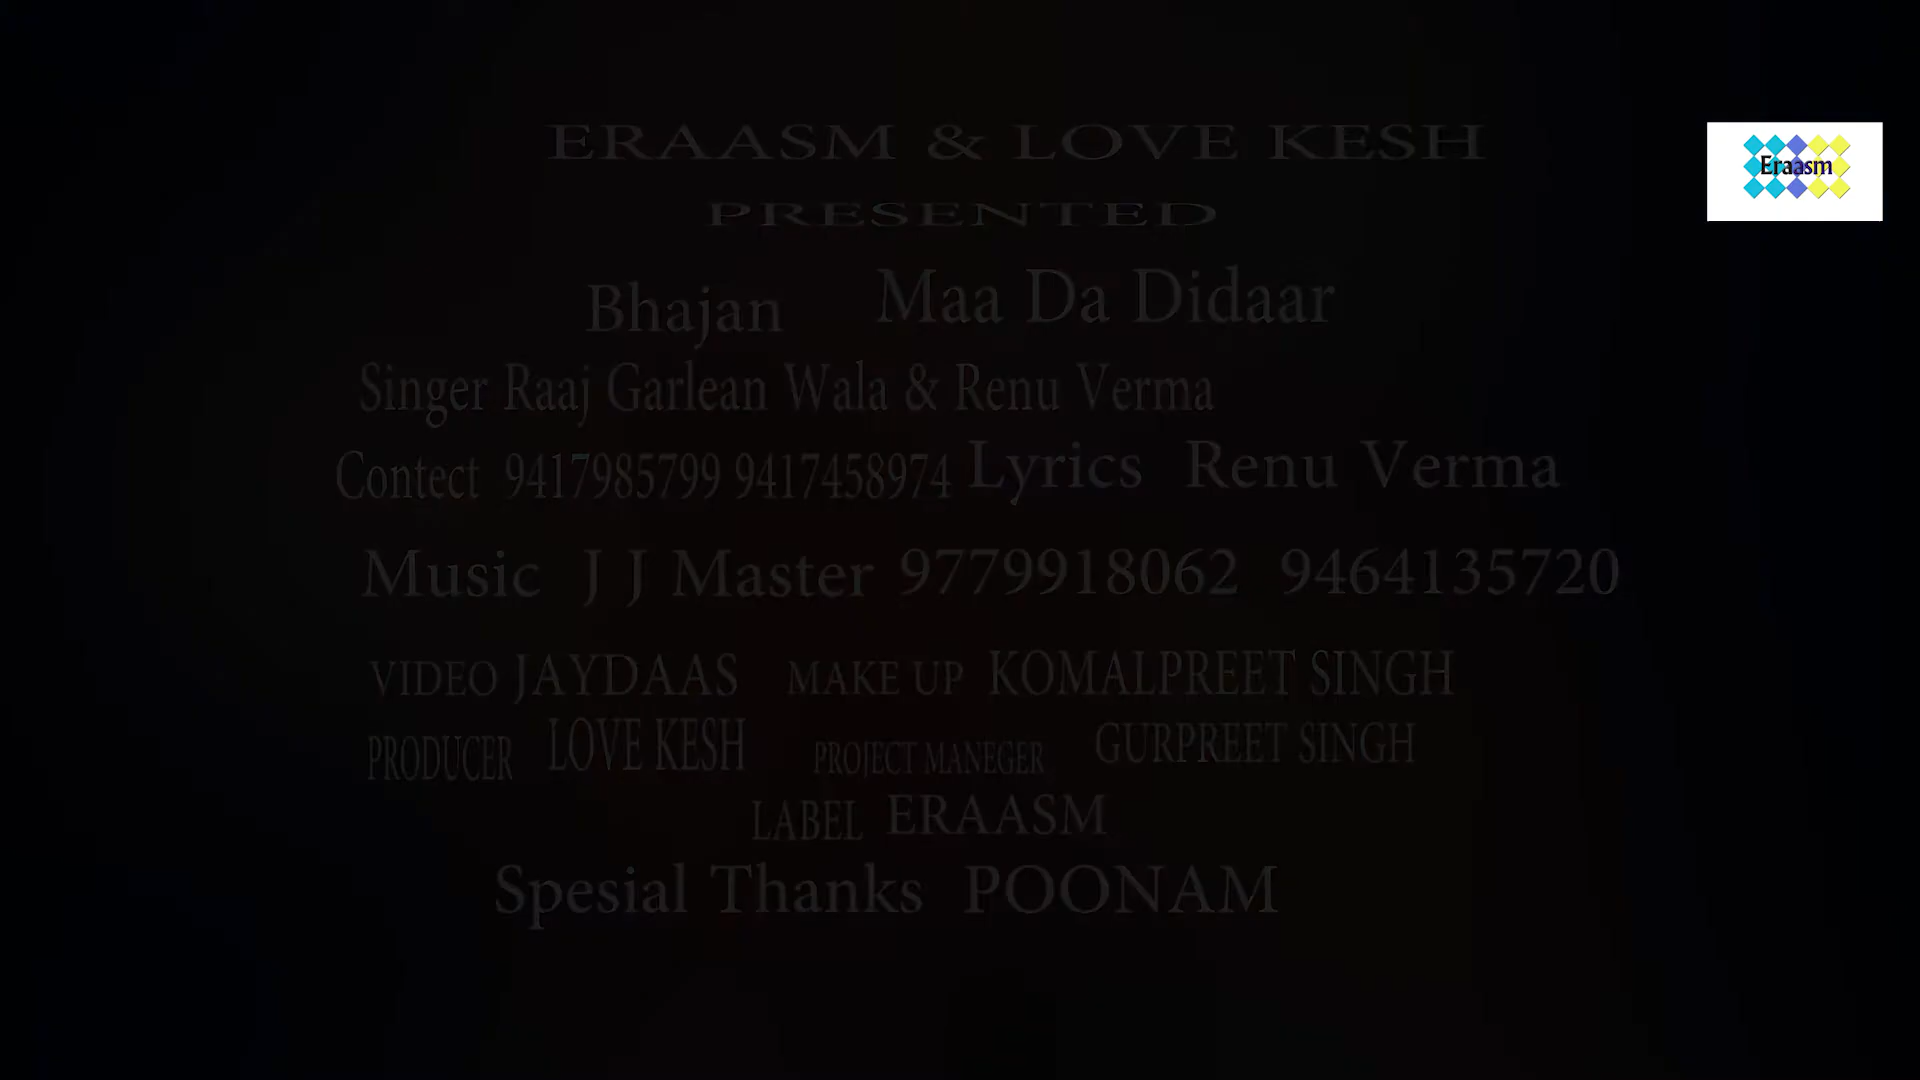 ERAASM & LOVE KESH
Eraasm
PRESENTED
Bhajan Maa Da Didaar
Singer Raaj Garlean Wala & Renu Verma
Contect 9417985799 9417458974 Lyrics Renu Verma
Music J J Master 9779918062 9464135720
VIDEO JAYDAAS MAKE UP KOMALPREET SINGH
PRODUCER LOVE KESH PROJECT MANEGER GURPREET SINGH
LABEL ERAASM
Spesial Thanks POONAM